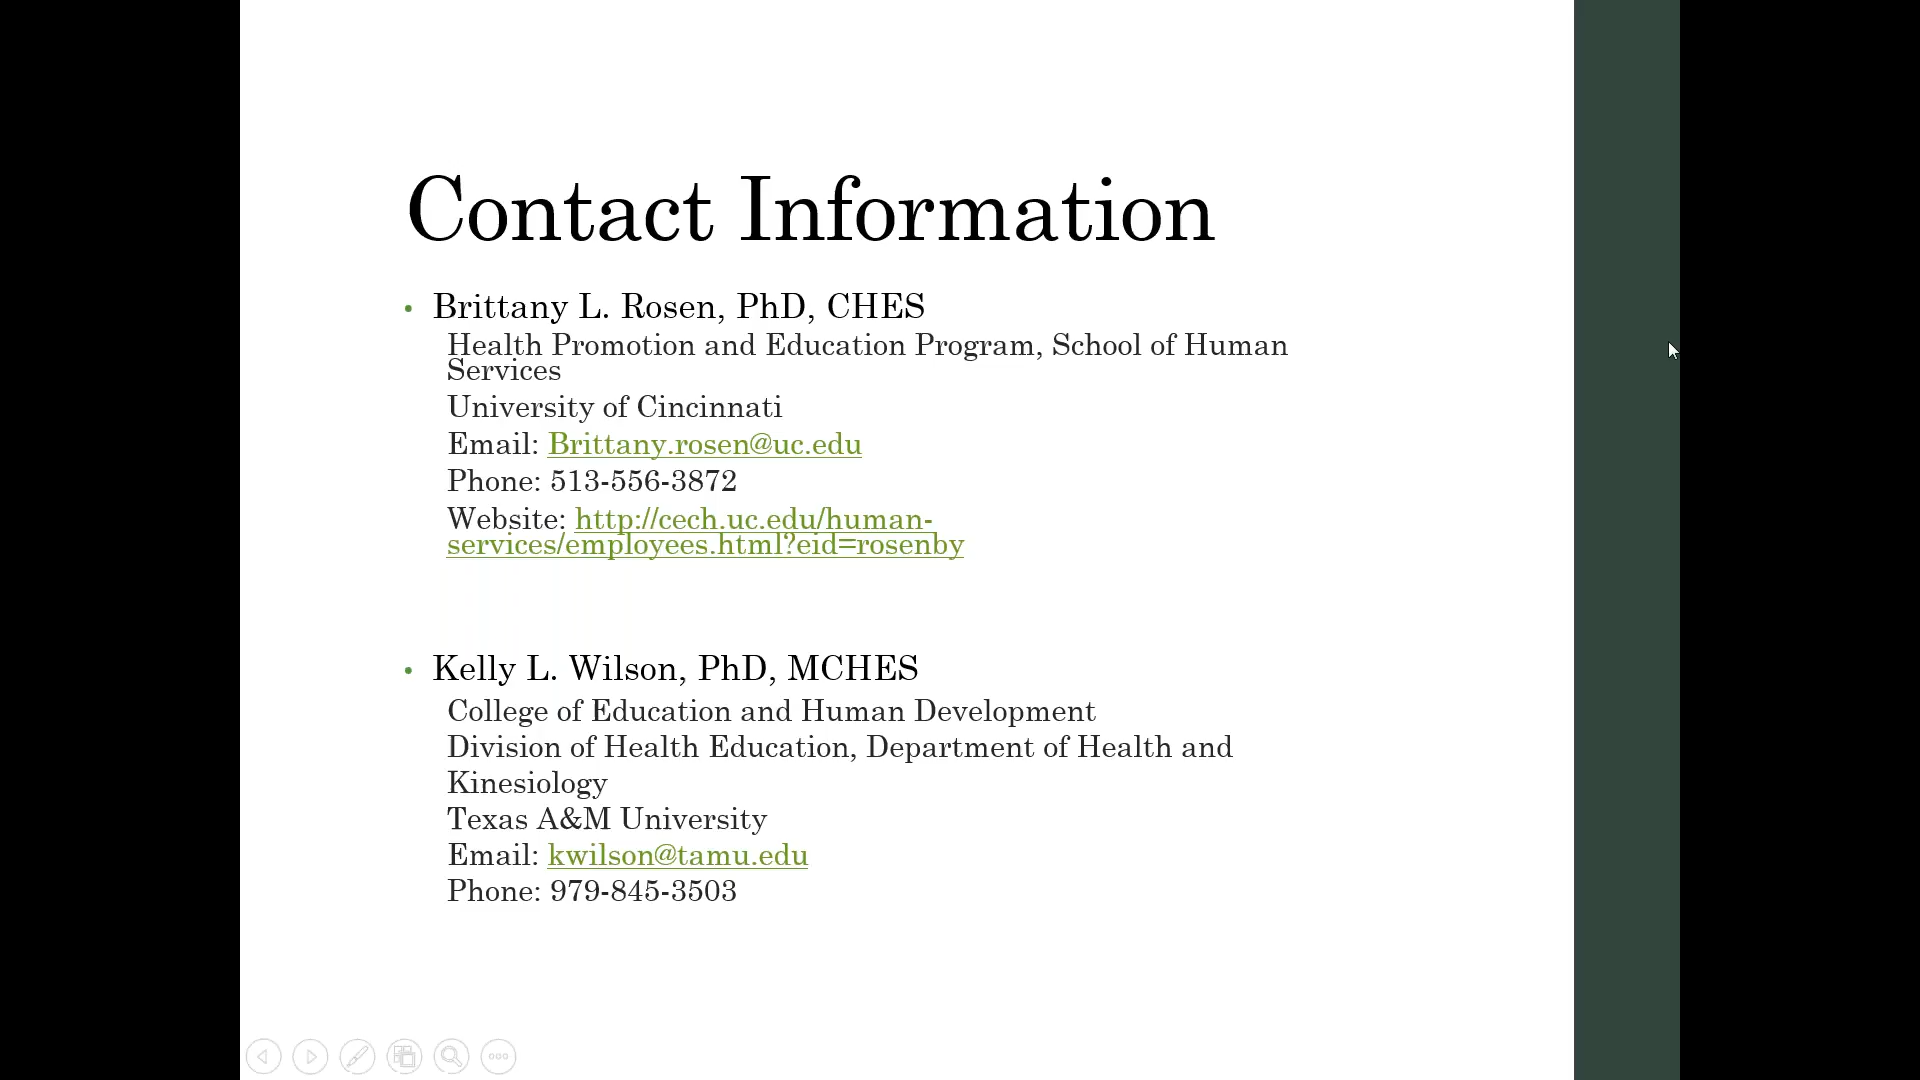 Contact Information
• Brittany L. Rosen, PhD, CHES
Health Promotion and Education Program, School of Human
Services
University of Cincinnati
Email: Brittany.rosen@uc.edu
Phone: 513-556-3872
Website: http://cech.uc.edu/human-
services/employees.html?eid=rosenby
• Kelly L. Wilson, PhD, MCHES
College of Education and Human Development
Division of Health Education, Department of Health and
Kinesiology
Texas A&M University
Email: kwilson@tamu.edu
Phone: 979-845-3503